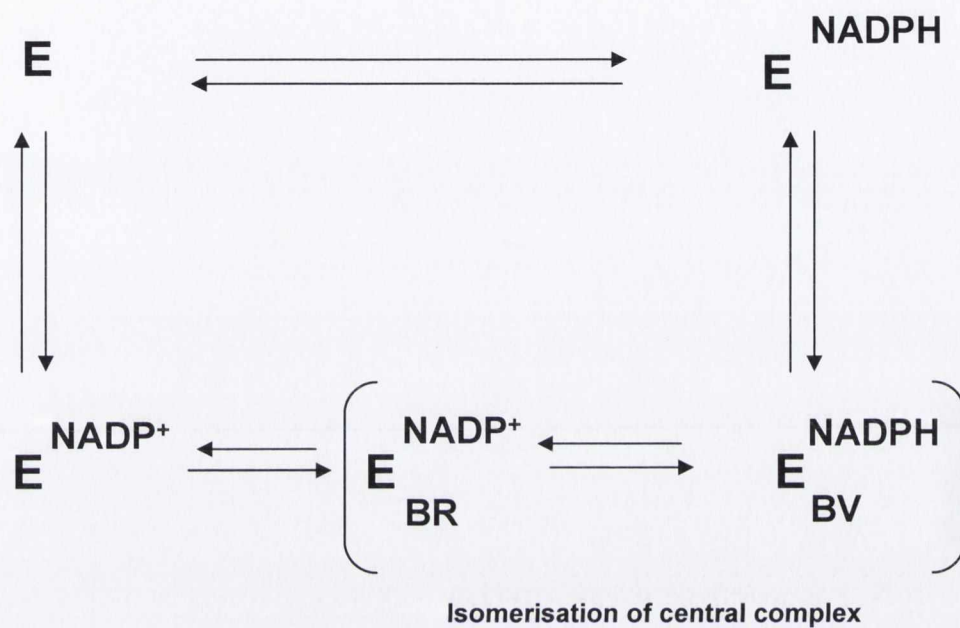 E
NADPH
E
NADP+
E
NADP+
E
BR
NADPH
E
BV
Isomerisation of central complex